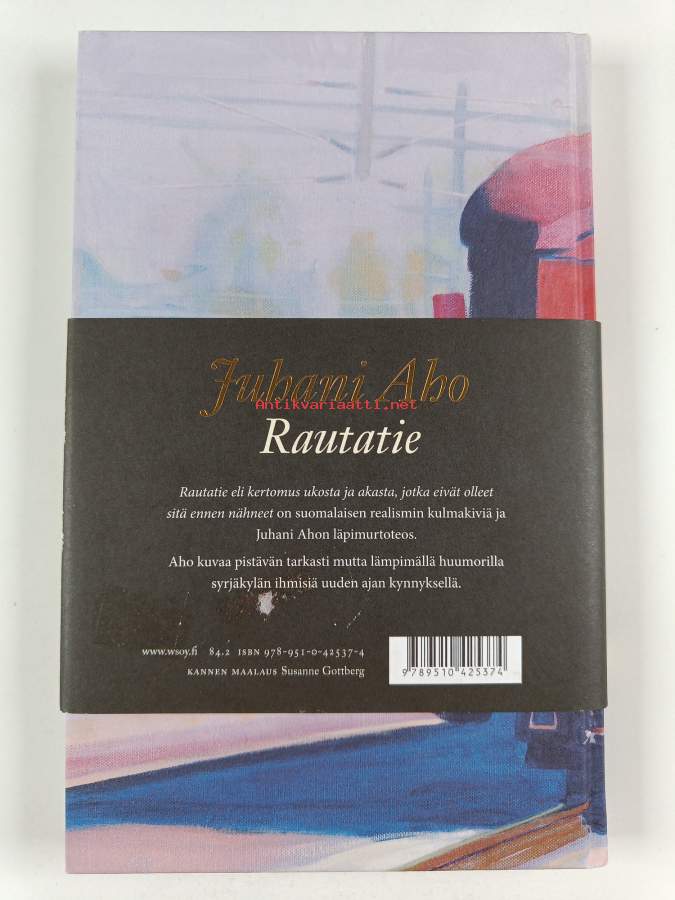 Juhani Aho
Antikvariaatti.net
Rautatie
Rautatie eli kertomus ukosta ja akasta, jotka eivät olleet
sitä ennen nähneet on suomalaisen realismin kulmakiviä ja
Juhani Ahon läpimurtoteos.
Aho kuvaa pistävän tarkasti mutta lämpimällä huumorilla
syrjäkylän ihmisiä uuden ajan kynnyksellä.
www.wsoy.fi 84.2 ISBN 978-951-0-42537-4
KANNEN MAALAUS Susanne Gottberg
9789510425374